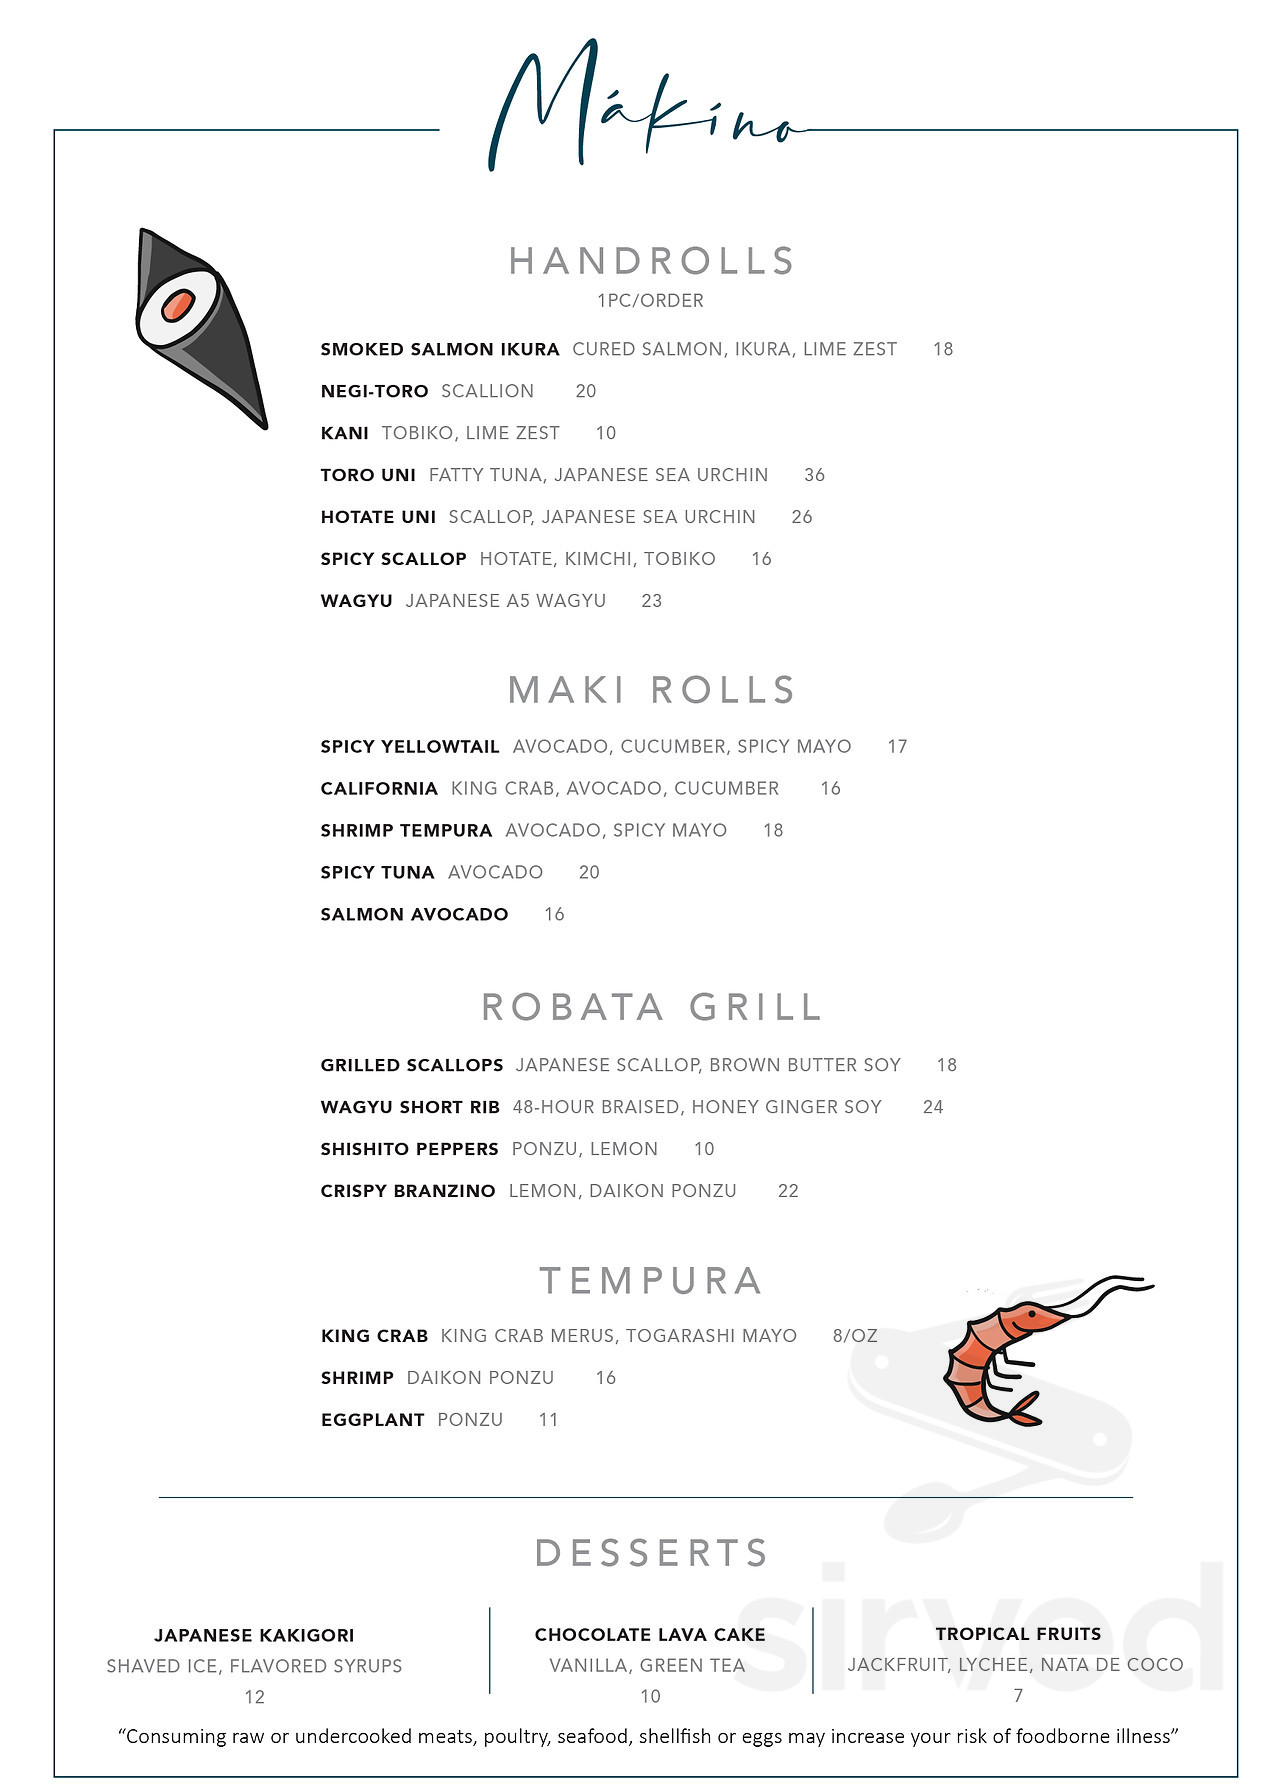 Mákíno
HANDROLLS
1PC/ORDER
SMOKED SALMON IKURA CURED SALMON, IKURA, LIME ZEST 18
NEGI-TORO SCALLION 20
KANI TOBIKO, LIME ZEST 10
TORO UNI FATTY TUNA, JAPANESE SEA URCHIN 36
HOTATE UNI SCALLOP, JAPANESE SEA URCHIN 26
SPICY SCALLOP HOTATE, KIMCHI, TOBIKO 16
WAGYU JAPANESE A5 WAGYU 23
MAKI ROLLS
SPICY YELLOWTAIL AVOCADO, CUCUMBER, SPICY MAYO 17
CALIFORNIA KING CRAB, AVOCADO, CUCUMBER 16
SHRIMP TEMPURA AVOCADO, SPICY MAYO 18
SPICY TUNA AVOCADO 20
SALMON AVOCADO 16
ROBATA GRILL
GRILLED SCALLOPS JAPANESE SCALLOP, BROWN BUTTER SOY 18
WAGYU SHORT RIB 48-HOUR BRAISED, HONEY GINGER SOY 24
SHISHITO PEPPERS PONZU, LEMON 10
CRISPY BRANZINO LEMON, DAIKON PONZU 22
TEMPURA
KING CRAB KING CRAB MERUS, TOGARASHI MAYO 8/OZ
SHRIMP DAIKON PONZU 16
EGGPLANT PONZU 11
DESSERTS
JAPANESE KAKIGORI
SHAVED ICE, FLAVORED SYRUPS
12
CHOCOLATE LAVA CAKE
VANILLA, GREEN TEA
10
TROPICAL FRUITS
JACKFRUIT, LYCHEE, NATA DE COCO
7
sirved
“Consuming raw or undercooked meats, poultry, seafood, shellfish or eggs may increase your risk of foodborne illness”